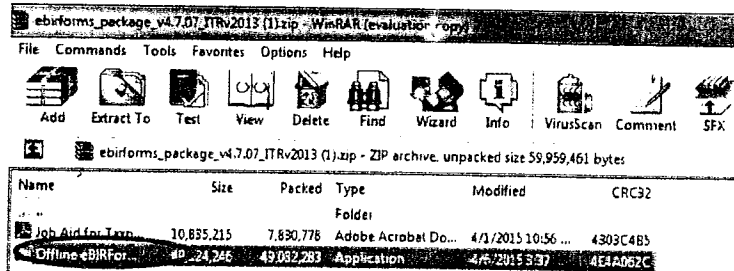 ebirforms_package_v4.7.07_ITRv2013 (1).zip - WinRAR (evaluation copy)
File Commands Tools Favorites Options Help
Add Extract To Test View Delete Find Wizard Info VirusScan Comment SFX
ebirforms_package_v4.7.07_ITRv2013 (1).zip - ZIP archive, unpacked size 59,959,461 bytes
Name Size Packed Type Modified CRC32
Folder
Job Aid for Taxp... 10,835,215 7,830,778 Adobe Acrobat Do... 4/1/2015 10:56 ... 4303C4B5
Offline eBIRFor... 49,082,283 Application 4/6/2015 3:37 4E4A062C